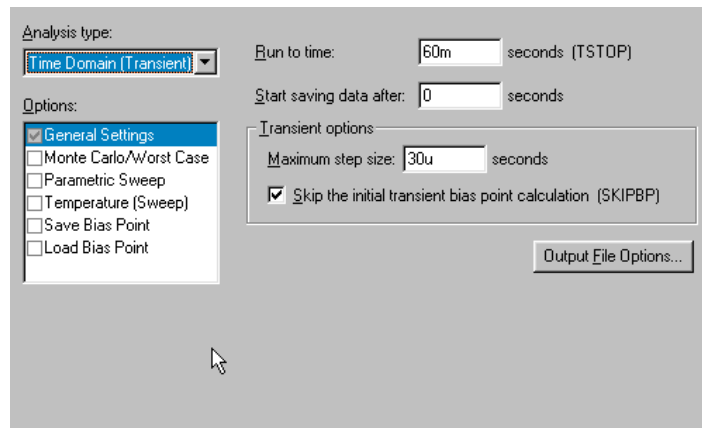 Analysis type:
Time Domain (Transient)
Options:
General Settings
Monte Carlo/Worst Case
Parametric Sweep
Temperature (Sweep)
Save Bias Point
Load Bias Point
Run to time: 60m seconds (TSTOP)
Start saving data after: 0 seconds
Transient options
Maximum step size: 30u seconds
Skip the initial transient bias point calculation (SKIPBP)
Output File Options...